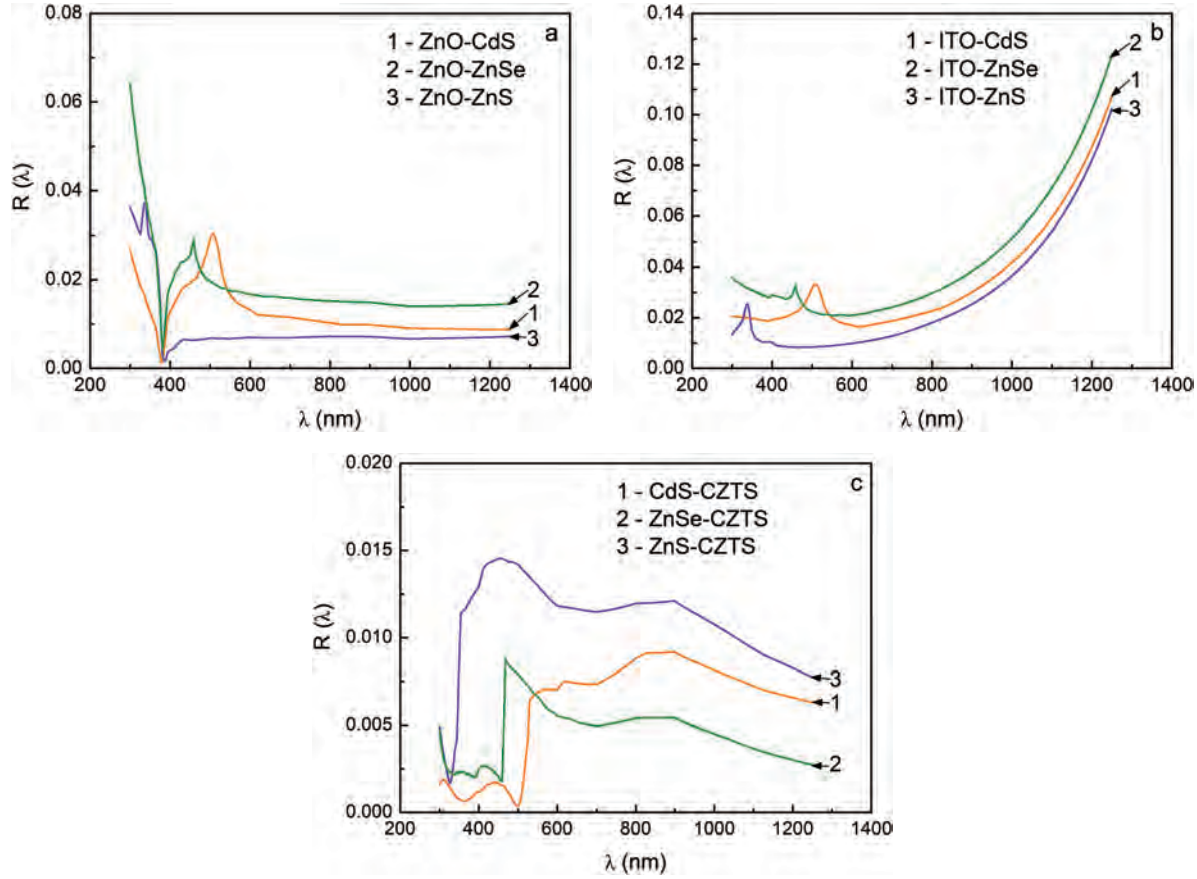 a
1 - ZnO-CdS
2 - ZnO-ZnSe
3 - ZnO-ZnS
R (λ)
0.08
0.06
0.04
0.02
0.00
2
1
3
200 400 600 800 1000 1200 1400
λ (nm)
b
1 - ITO-CdS
2 - ITO-ZnSe
3 - ITO-ZnS
R (λ)
0.14
0.12
0.10
0.08
0.06
0.04
0.02
0.00
2
1
3
200 400 600 800 1000 1200 1400
λ (nm)
c
1 - CdS-CZTS
2 - ZnSe-CZTS
3 - ZnS-CZTS
R (λ)
0.020
0.015
0.010
0.005
0.000
3
1
2
200 400 600 800 1000 1200 1400
λ (nm)